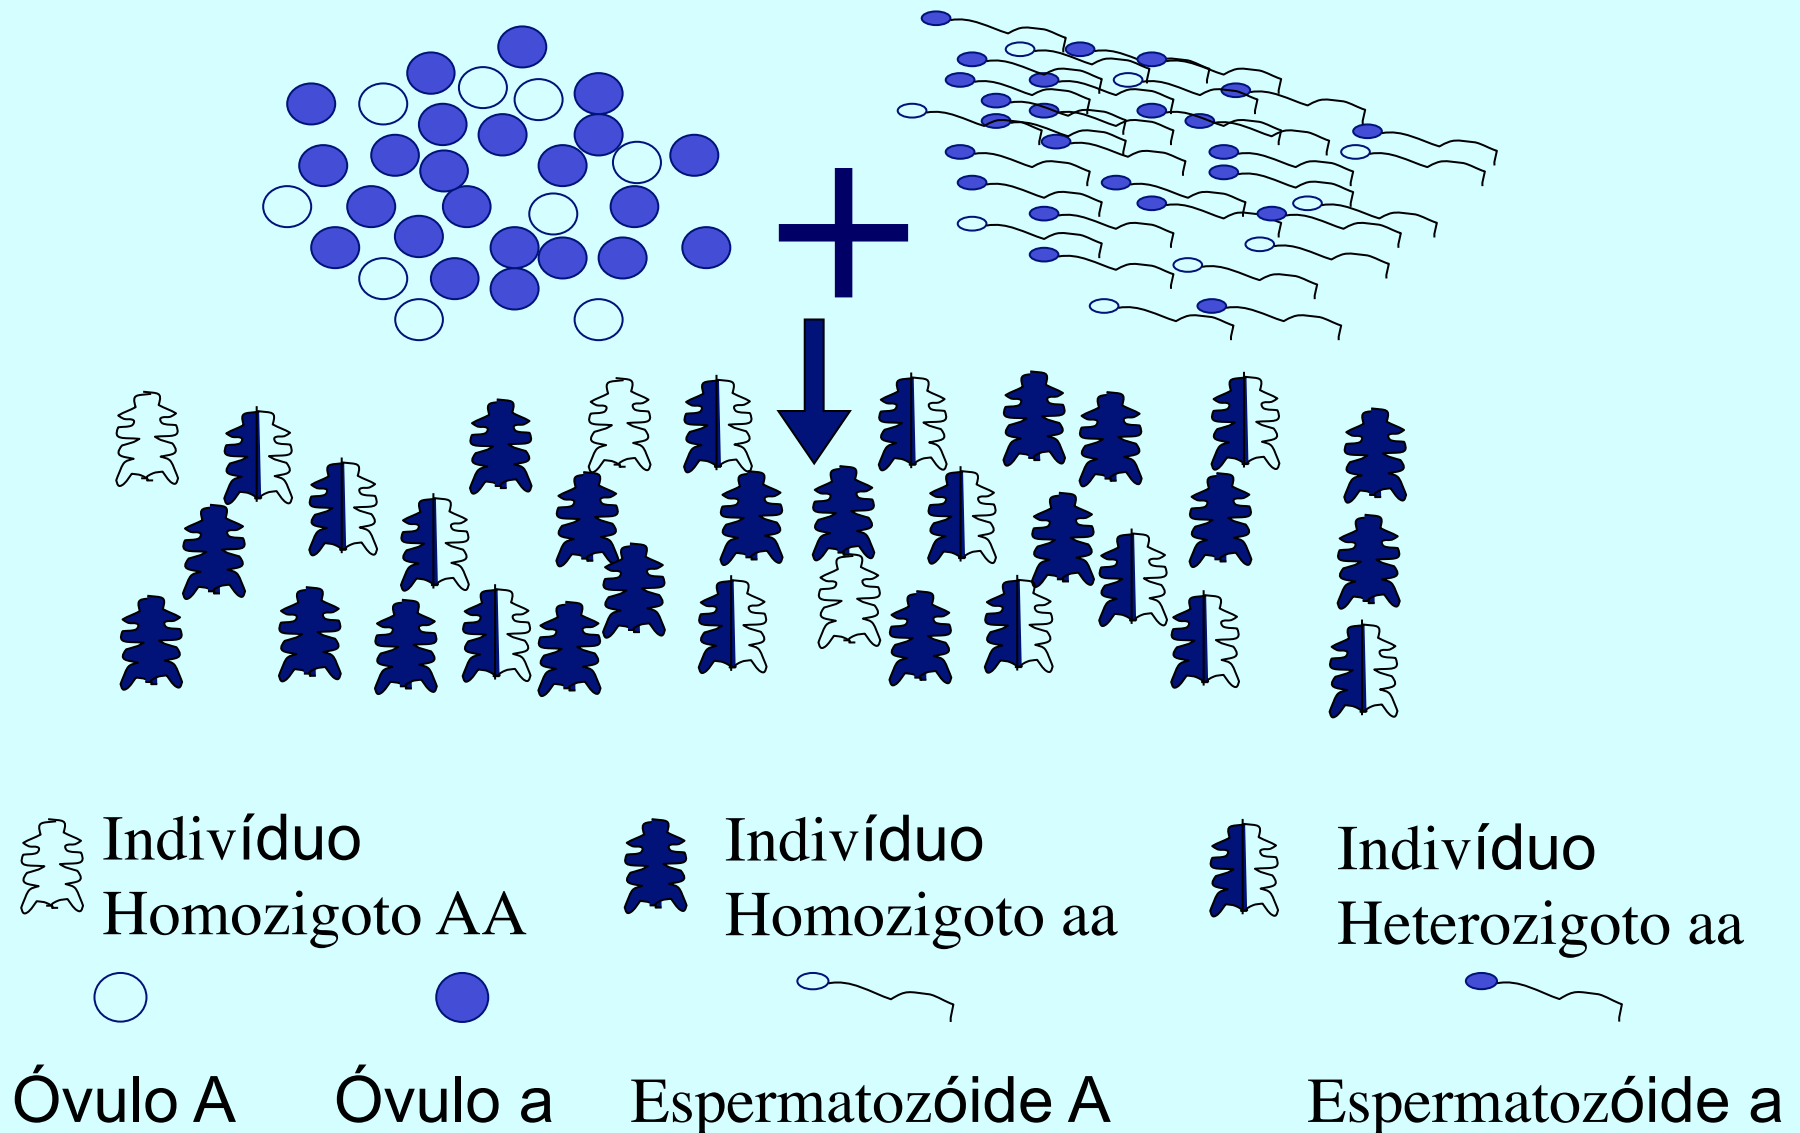 Indivíduo
Homozigoto AA
Indivíduo
Homozigoto aa
Indivíduo
Heterozigoto aa
Óvulo A
Óvulo a
Espermatozóide A
Espermatozóide a